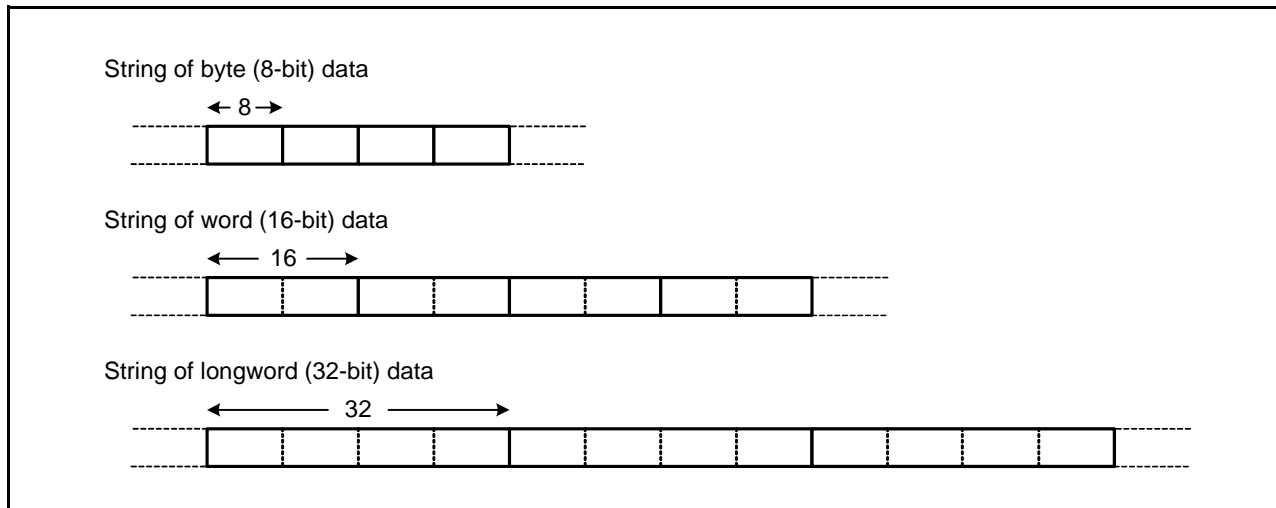 String of byte (8-bit) data
8
String of word (16-bit) data
16
String of longword (32-bit) data
32